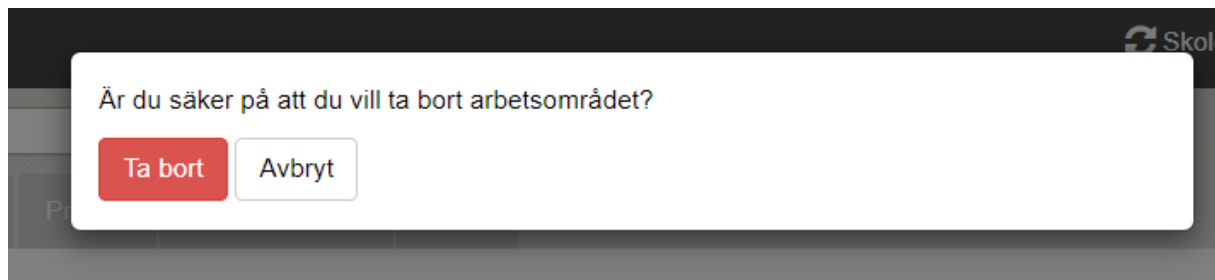 Är du säker på att du vill ta bort arbetsområdet?
Ta bort Avbryt